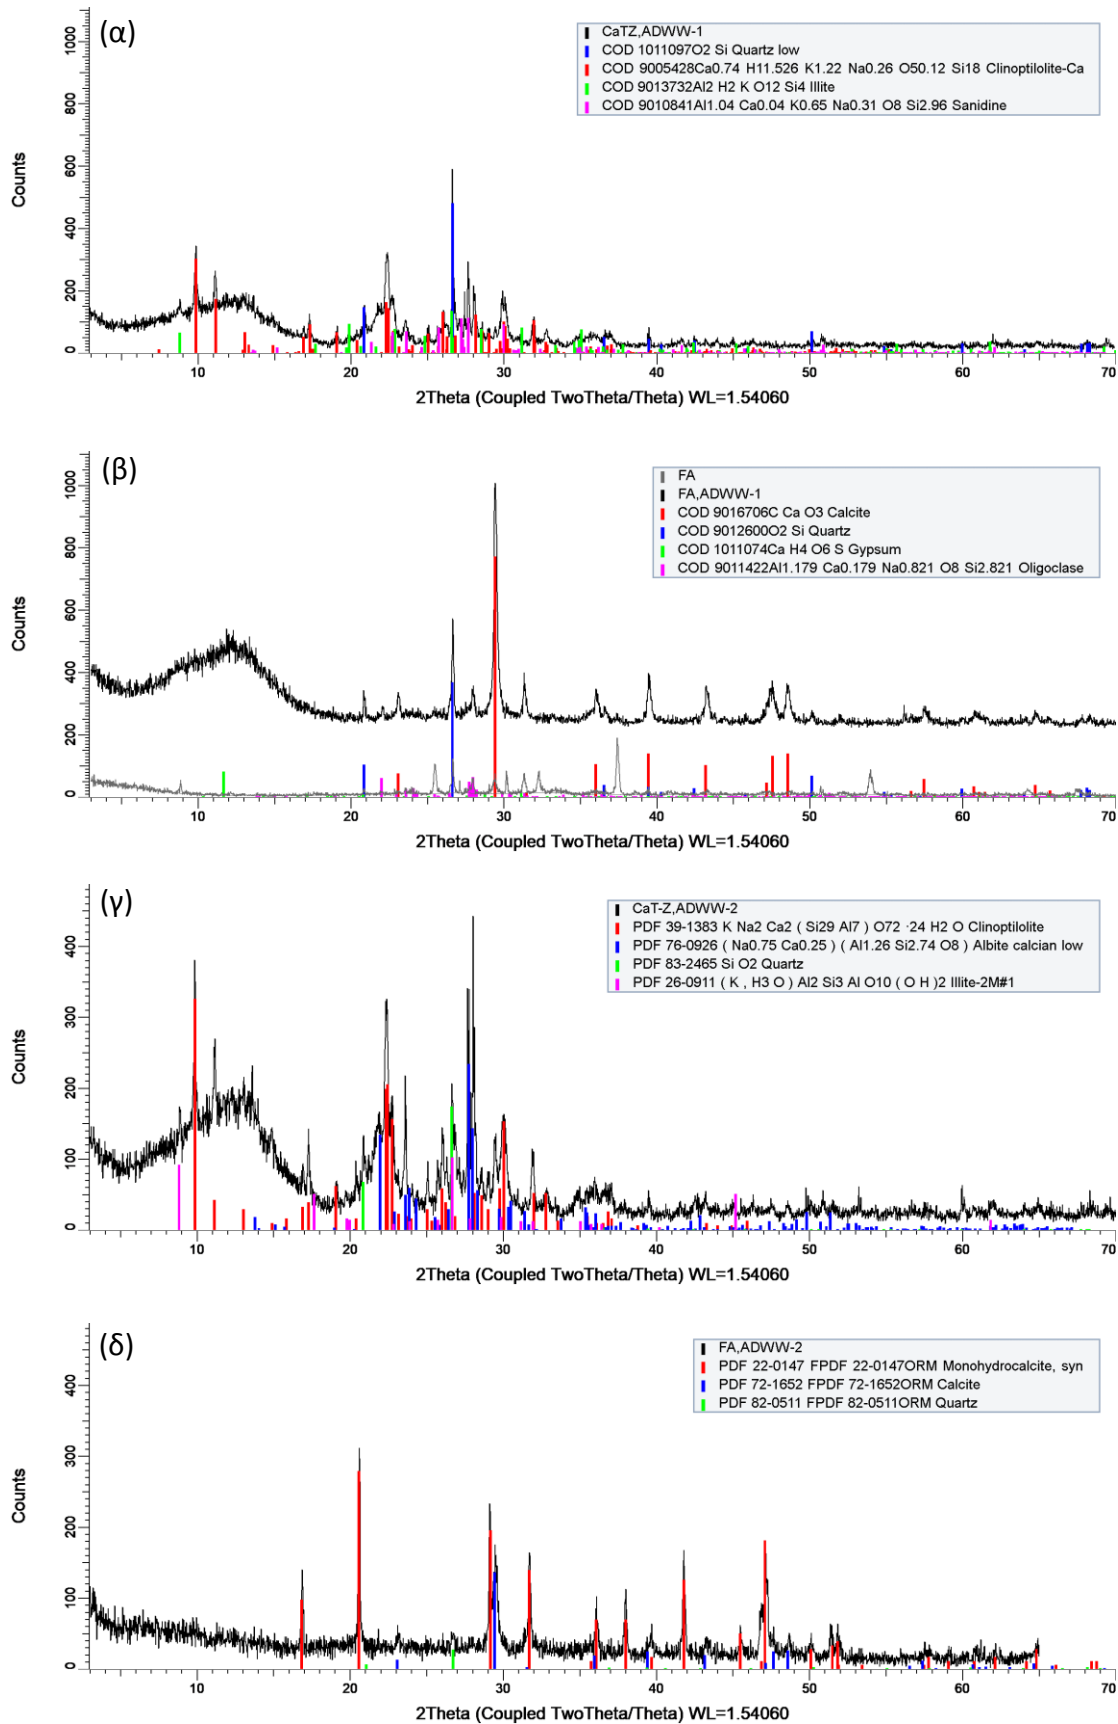 (α)
CaTZ,ADWW-1
COD 1011097O2 Si Quartz low
COD 9005428Ca0.74 H11.526 K1.22 Na0.26 O50.12 Si18 Clinoptilolite-Ca
COD 9013732Al2 H2 K O12 Si4 Illite
COD 9010841Al1.04 Ca0.04 K0.65 Na0.31 O8 Si2.96 Sanidine
Counts
1000
800
600
400
200
0
10 20 30 40 50 60 70
2Theta (Coupled TwoTheta/Theta) WL=1.54060
(β)
FA
FA,ADWW-1
COD 9016706C Ca O3 Calcite
COD 9012600O2 Si Quartz
COD 1011074Ca H4 O6 S Gypsum
COD 9011422Al1.179 Ca0.179 Na0.821 O8 Si2.821 Oligoclase
Counts
1000
800
600
400
200
0
10 20 30 40 50 60 70
2Theta (Coupled TwoTheta/Theta) WL=1.54060
(γ)
CaT-Z,ADWW-2
PDF 39-1383 K Na2 Ca2 ( Si29 Al7 ) O72 ·24 H2 O Clinoptilolite
PDF 76-0926 ( Na0.75 Ca0.25 ) ( Al1.26 Si2.74 O8 ) Albite calcian low
PDF 83-2465 Si O2 Quartz
PDF 26-0911 ( K , H3 O ) Al2 Si3 Al O10 ( O H )2 Illite-2M#1
Counts
400
300
200
100
0
10 20 30 40 50 60 70
2Theta (Coupled TwoTheta/Theta) WL=1.54060
(δ)
FA,ADWW-2
PDF 22-0147 FPDF 22-0147ORM Monohydrocalcite, syn
PDF 72-1652 FPDF 72-1652ORM Calcite
PDF 82-0511 FPDF 82-0511ORM Quartz
Counts
400
300
200
100
0
10 20 30 40 50 60 70
2Theta (Coupled TwoTheta/Theta) WL=1.54060